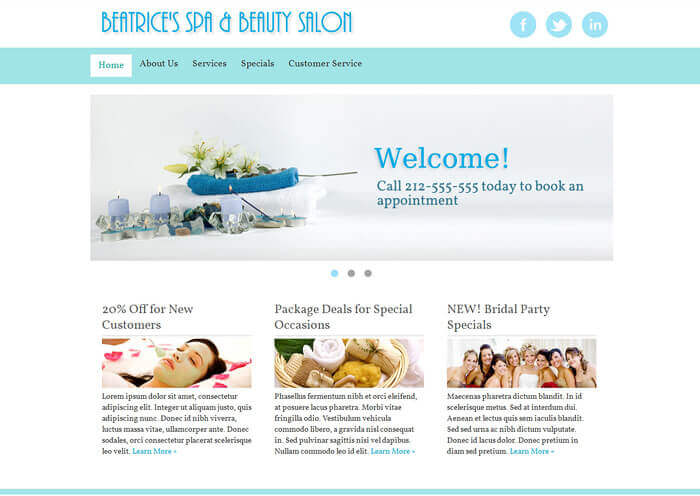 BEATRICE'S SPA & BEAUTY SALON
f
in
Home
About Us
Services
Specials
Customer Service
Welcome!
Call 212-555-555 today to book an
appointment
20% Off for New
Customers
Lorem ipsum dolor sit amet, consectetur
adipiscing elit. Integer ut aliquam justo, quis
adipiscing nunc. Donec id nibh viverra,
luctus massa vitae, ullamcorper ante. Donec
sodales, orci consectetur placerat scelerisque
leo velit. Learn More »
Package Deals for Special
Occasions
Phasellus fermentum nibh et orci eleifend,
at posuere lacus pharetra. Morbi vitae
fringilla odio. Vestibulum vehicula
commodo libero, a gravida nisl consequat
in. Sed pulvinar sagittis nisi vel dapibus.
Nullam commodo leo id elit. Learn More »
NEW! Bridal Party
Specials
Maecenas pharetra dictum blandit. In id
scelerisque metus. Sed at interdum dui.
Aenean et lectus quis sem iaculis blandit.
Sed sed urna ac nibh dictum vulputate.
Donec id lacus dolor. Donec pretium in
diam sed pretium. Learn More »